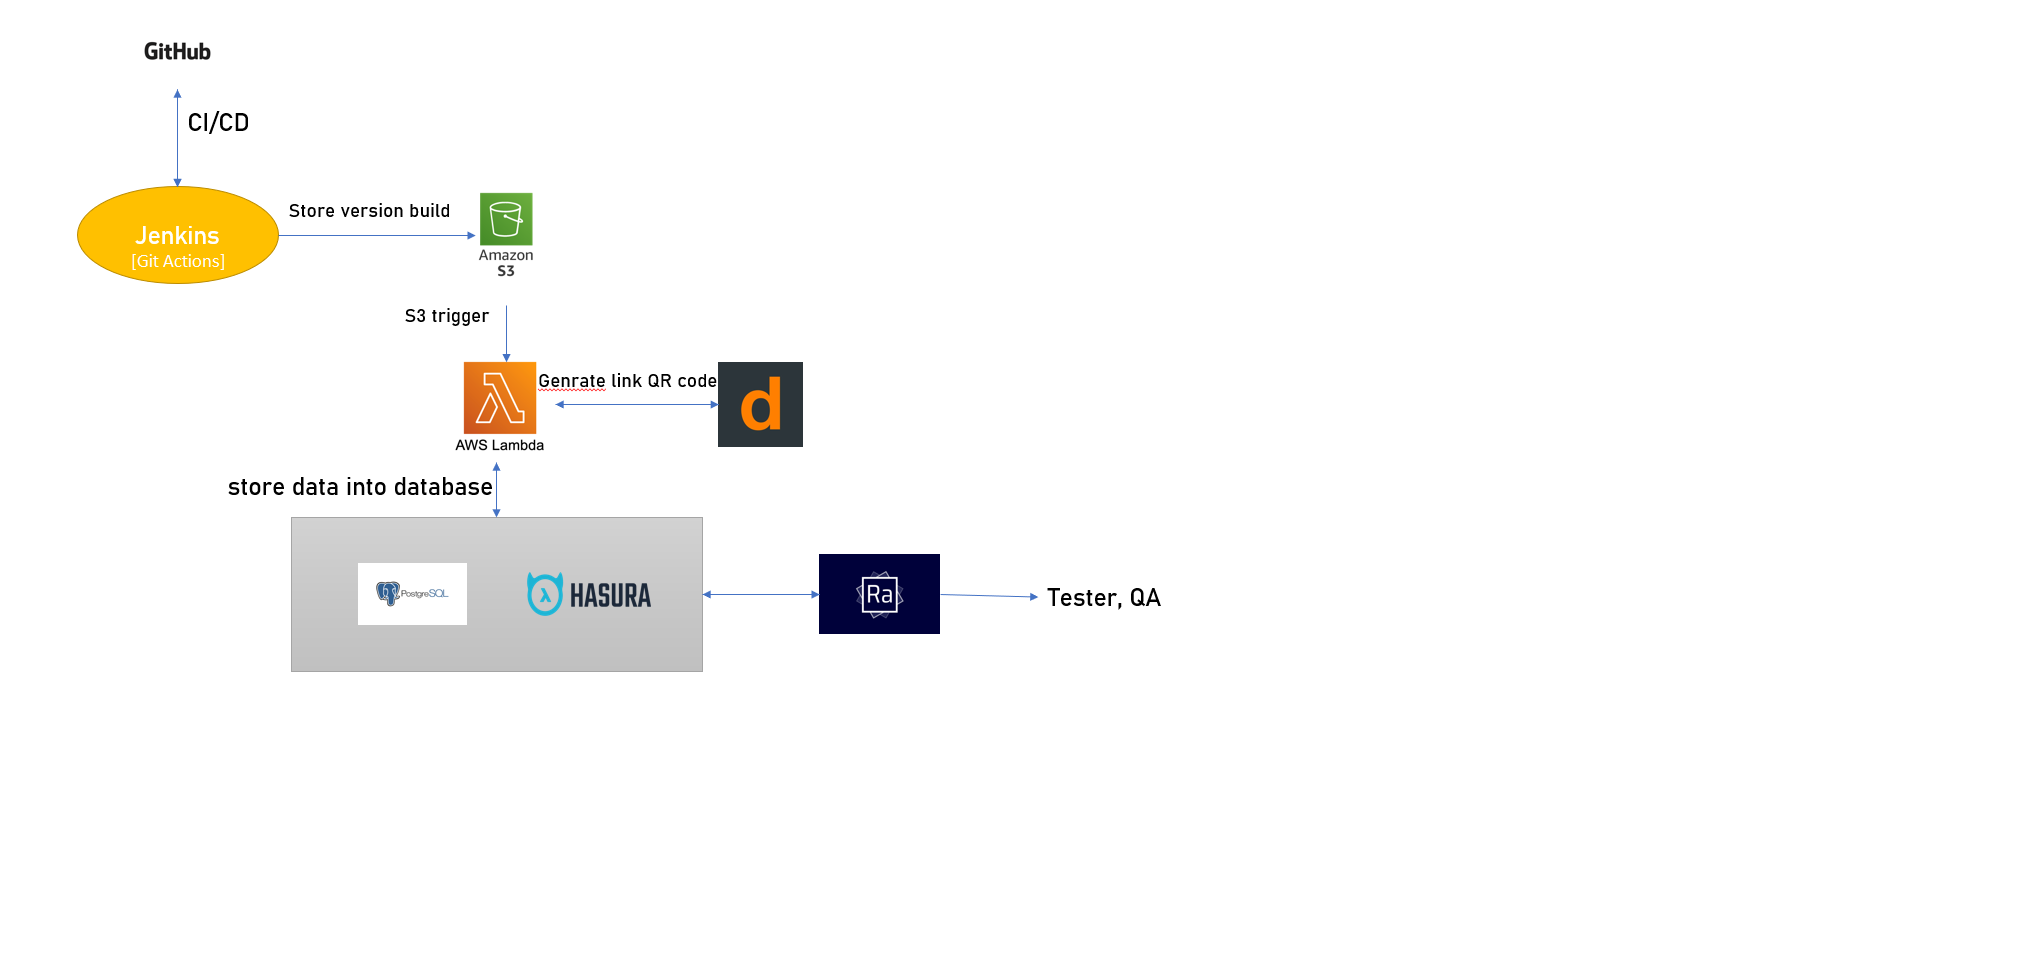 GitHub
CI/CD
Jenkins
[Git Actions]
Store version build
Amazon
S3
S3 trigger
Genrate link QR code
d
AWS Lambda
store data into database
PostgreSQL
HASURA
Ra
Tester, QA